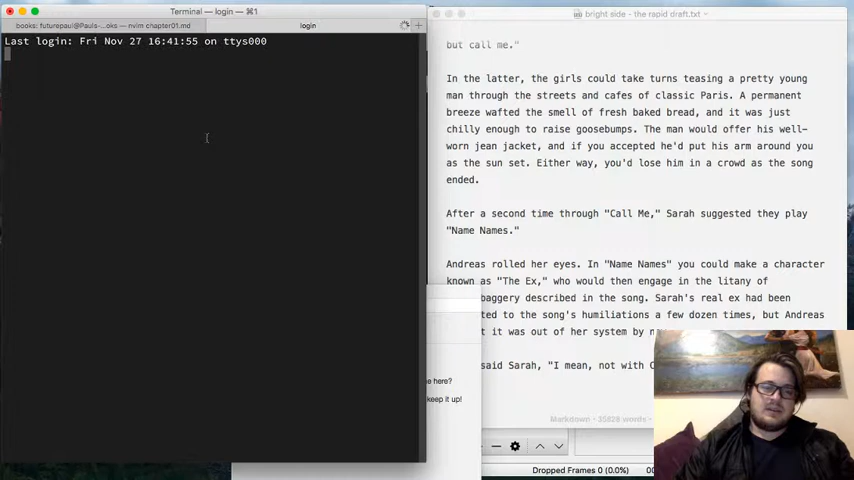 Terminal — login — ⌘1
books: futurepaul@Pauls-...oks — nvim chapter01.md
login
Last login: Fri Nov 27 16:41:55 on ttys000
bright side - the rapid draft.txt
but call me."
In the latter, the girls could take turns teasing a pretty young
man through the streets and cafes of classic Paris. A permanent
breeze wafted the smell of fresh baked bread, and it was just
chilly enough to raise goosebumps. The man would offer his well-
worn jean jacket, and if you accepted he'd put his arm around you
as the sun set. Either way, you'd lose him in a crowd as the song
ended.
After a second time through "Call Me," Sarah suggested they play
"Name Names."
Andreas rolled her eyes. In "Name Names" you could make a character
known as "The Ex," who would then engage in the litany of
baggery described in the song. Sarah's real ex had been
ted to the song's humiliations a few dozen times, but Andreas
t it was out of her system by n
said Sarah, "I mean, not with C
e here?
keep it up!
Markdown - 35829 words
Dropped Frames 0 (0.0%)
00